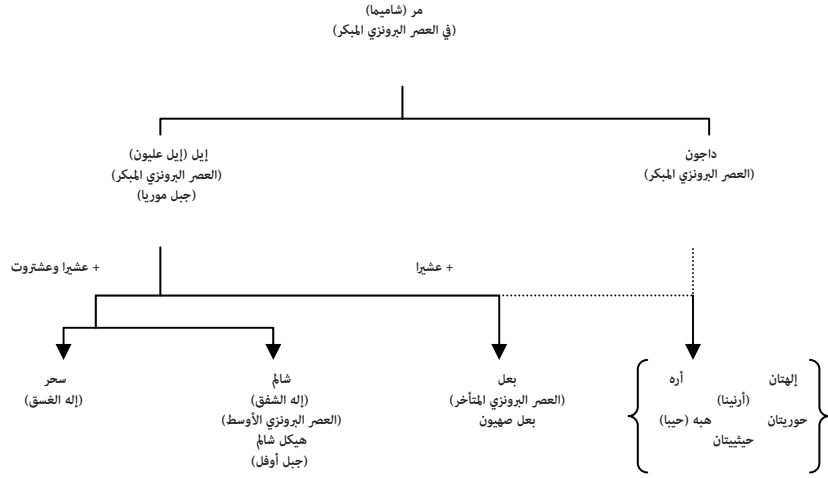 مر (شاميما)
(في العصر البرونزي المبكر)
داجون
(العصر البرونزي المبكر)
إيل (إيل عليون)
(العصر البرونزي المبكر)
(جبل موريا)
+ عشيرا
+ عشيرا وعشتروت
إلهتان أره
(أرنينا)
حوريتان هبه (حيبا)
حيثييتان
بعل
(العصر البرونزي المتأخر)
بعل صهيون
شالم
(إله الشفق)
(العصر البرونزي الأوسط)
هيكل شالم
(جبل أوفل)
سحر
(إله الغسق)